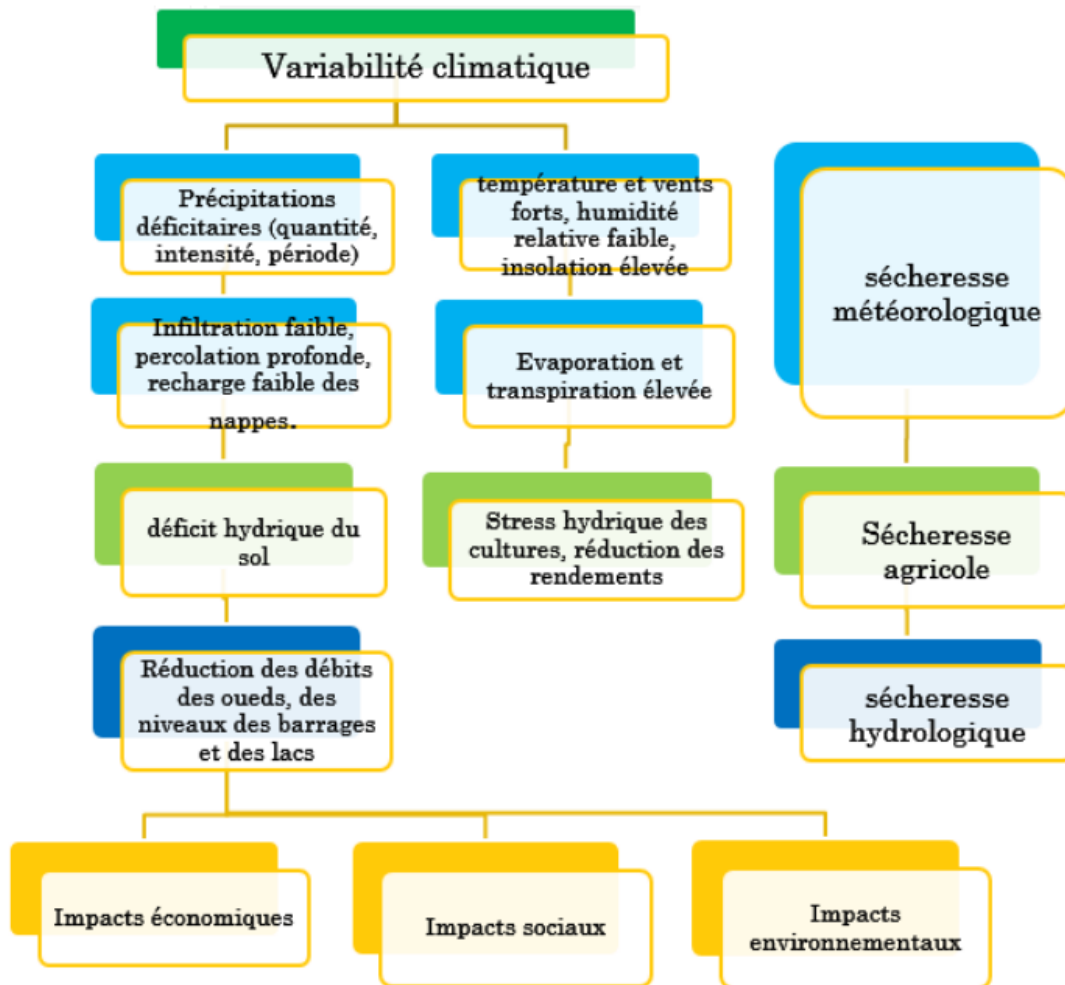 Variabilité climatique
Précipitations
déficitaires (quantité,
intensité, période)
température et vents
forts, humidité
relative faible,
insolation élevée
sécheresse
météorologique
Infiltration faible,
percolation profonde,
recharge faible des
nappes.
Evaporation et
transpiration élevée
déficit hydrique du
sol
Stress hydrique des
cultures, réduction des
rendements
Sécheresse
agricole
Réduction des débits
des oueds, des
niveaux des barrages
et des lacs
sécheresse
hydrologique
Impacts économiques
Impacts sociaux
Impacts
environnementaux